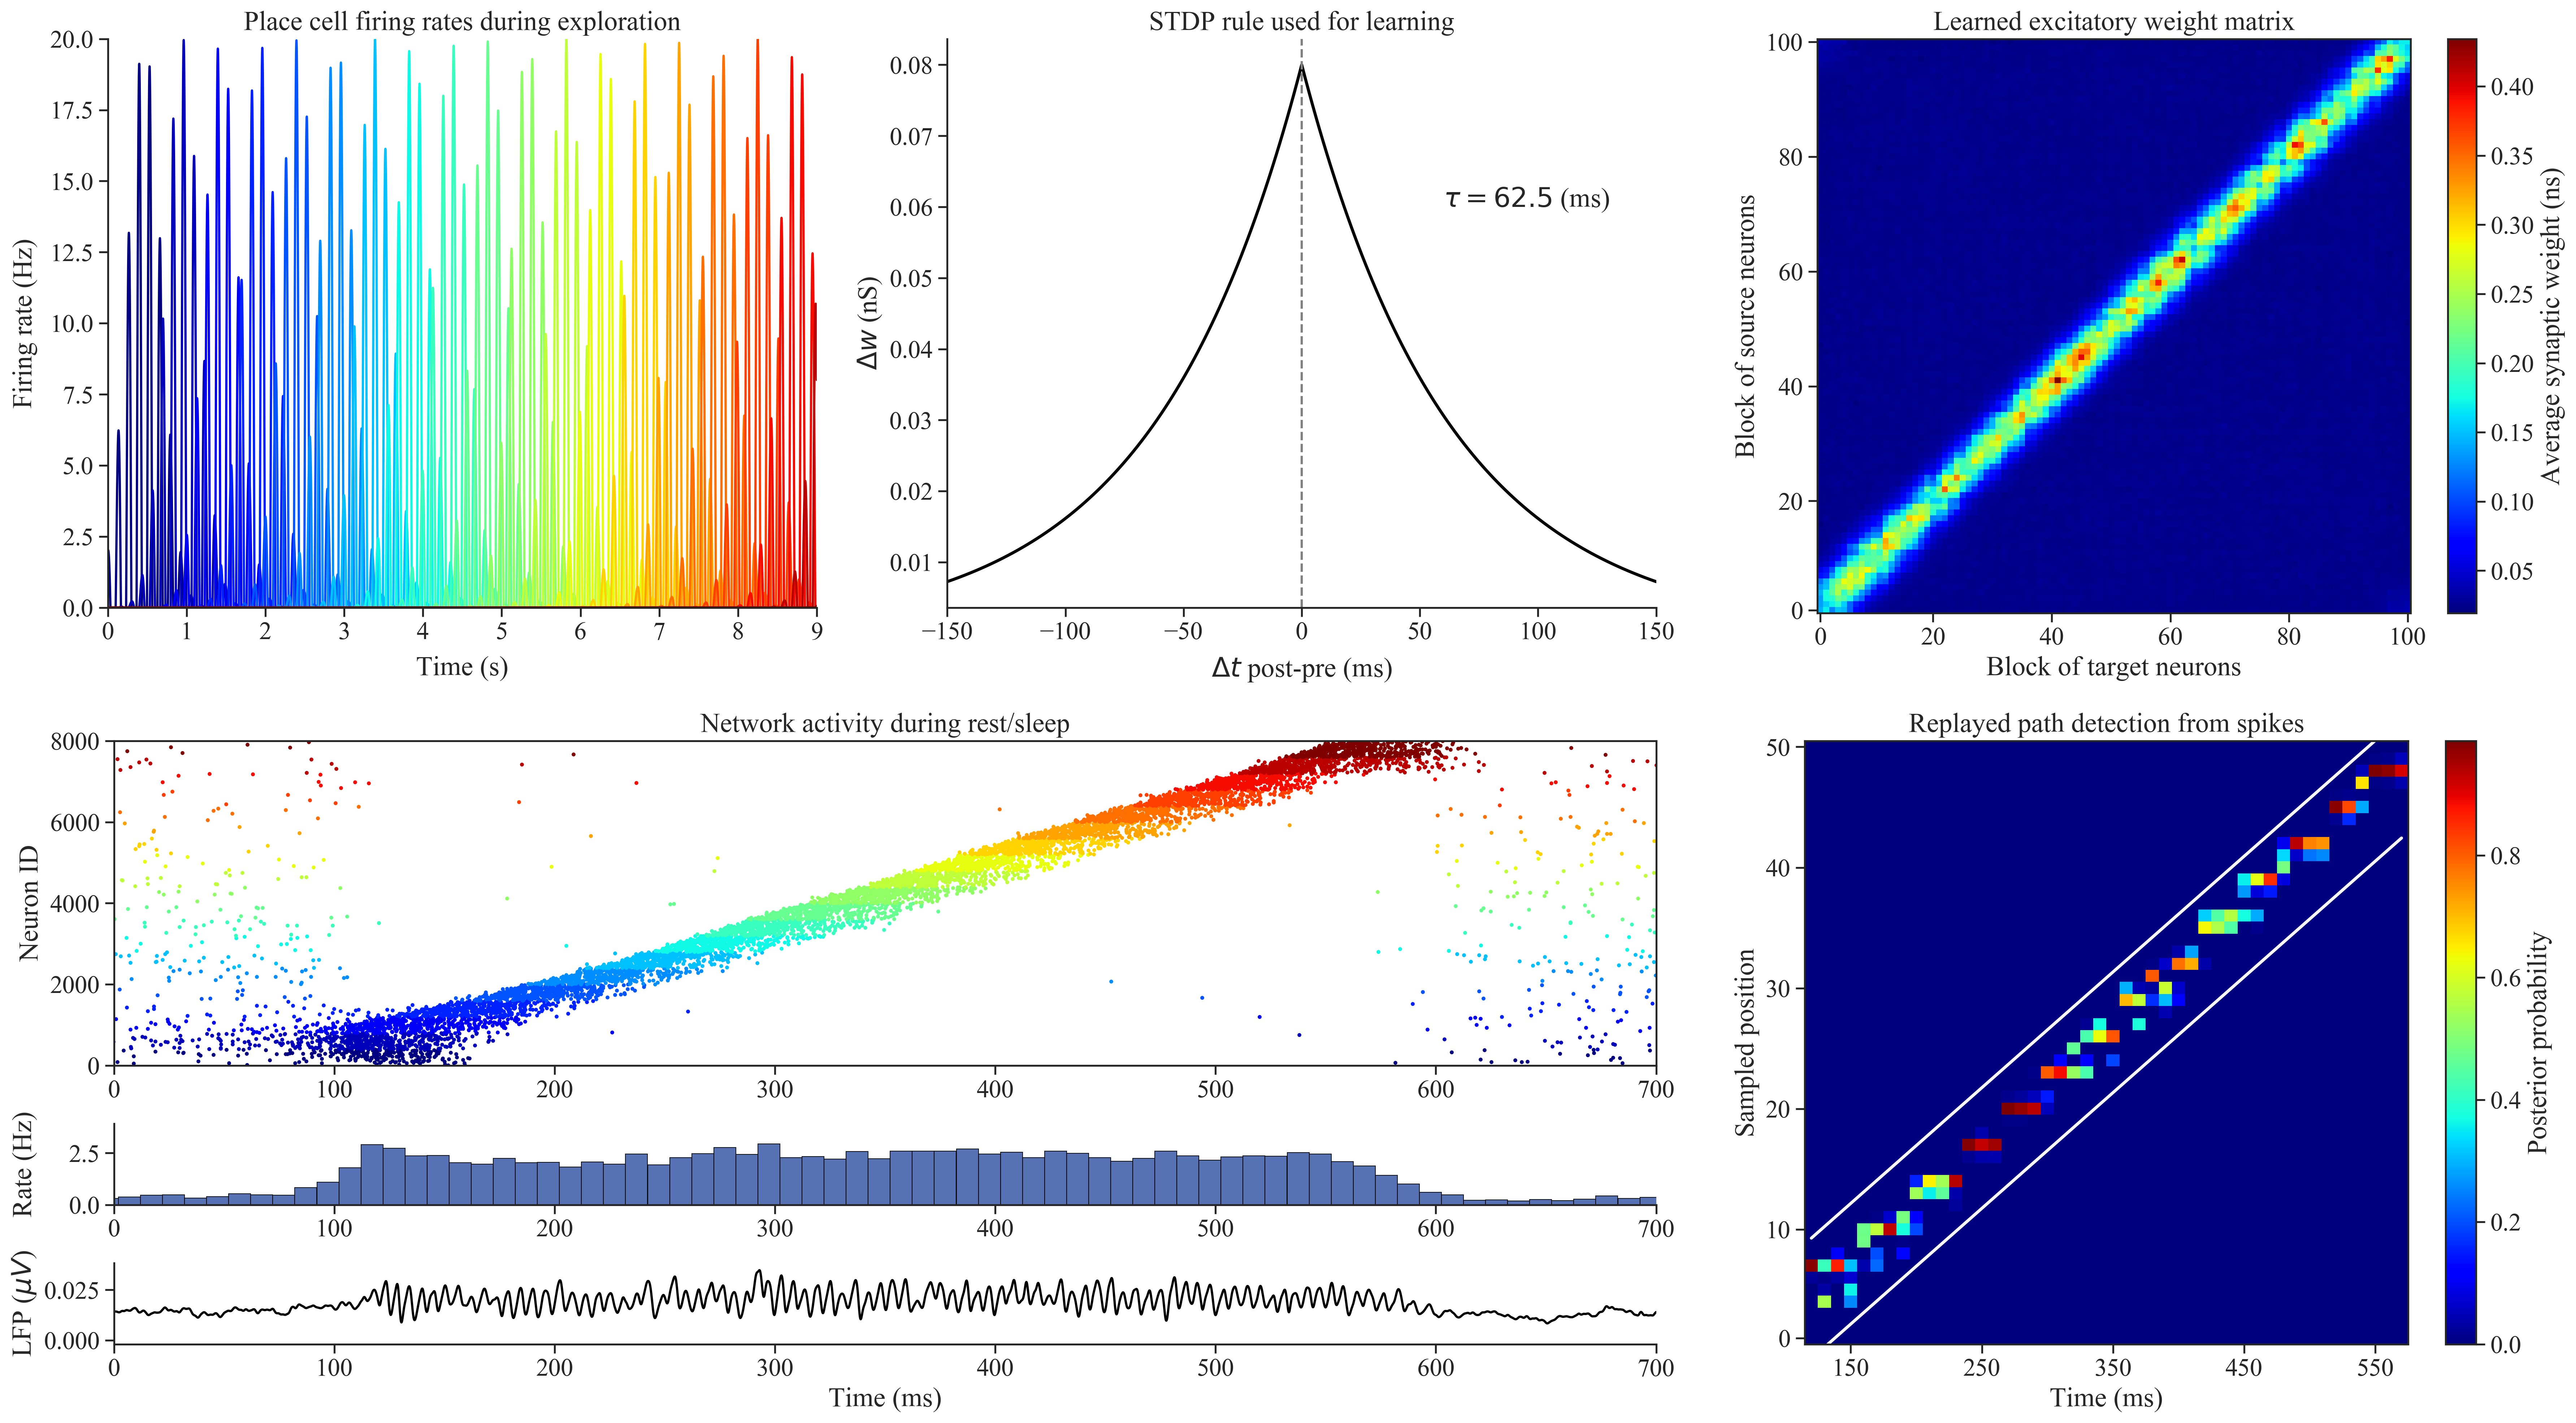 Place cell firing rates during exploration
Firing rate (Hz)
20.0
17.5
15.0
12.5
10.0
7.5
5.0
2.5
0.0
0 1 2 3 4 5 6 7 8 9
Time (s)
STDP rule used for learning
Δw (nS)
0.08
0.07
0.06
0.05
0.04
0.03
0.02
0.01
τ = 62.5 (ms)
−150 −100 −50 0 50 100 150
Δt post-pre (ms)
Learned excitatory weight matrix
Block of source neurons
100
80
60
40
20
0
0 20 40 60 80 100
Block of target neurons
0.40
0.35
0.30
0.25
0.20
0.15
0.10
0.05
Average synaptic weight (ns)
Network activity during rest/sleep
Neuron ID
8000
6000
4000
2000
0
0 100 200 300 400 500 600 700
Rate (Hz)
2.5
0.0
0 100 200 300 400 500 600 700
LFP (μV)
0.025
0.000
0 100 200 300 400 500 600 700
Time (ms)
Replayed path detection from spikes
Sampled position
50
40
30
20
10
0
150 250 350 450 550
Time (ms)
0.8
0.6
0.4
0.2
0.0
Posterior probability